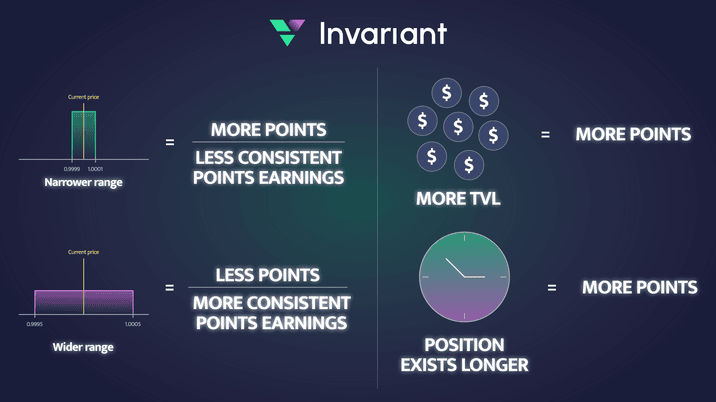 Invariant
Current price
0.9999 1.0001
Narrower range
=
MORE POINTS
LESS CONSISTENT
POINTS EARNINGS
Current price
0.9995 1.0005
Wider range
=
LESS POINTS
MORE CONSISTENT
POINTS EARNINGS
$ $ $ $ $ $ $
MORE TVL
=
MORE POINTS
POSITION
EXISTS LONGER
=
MORE POINTS